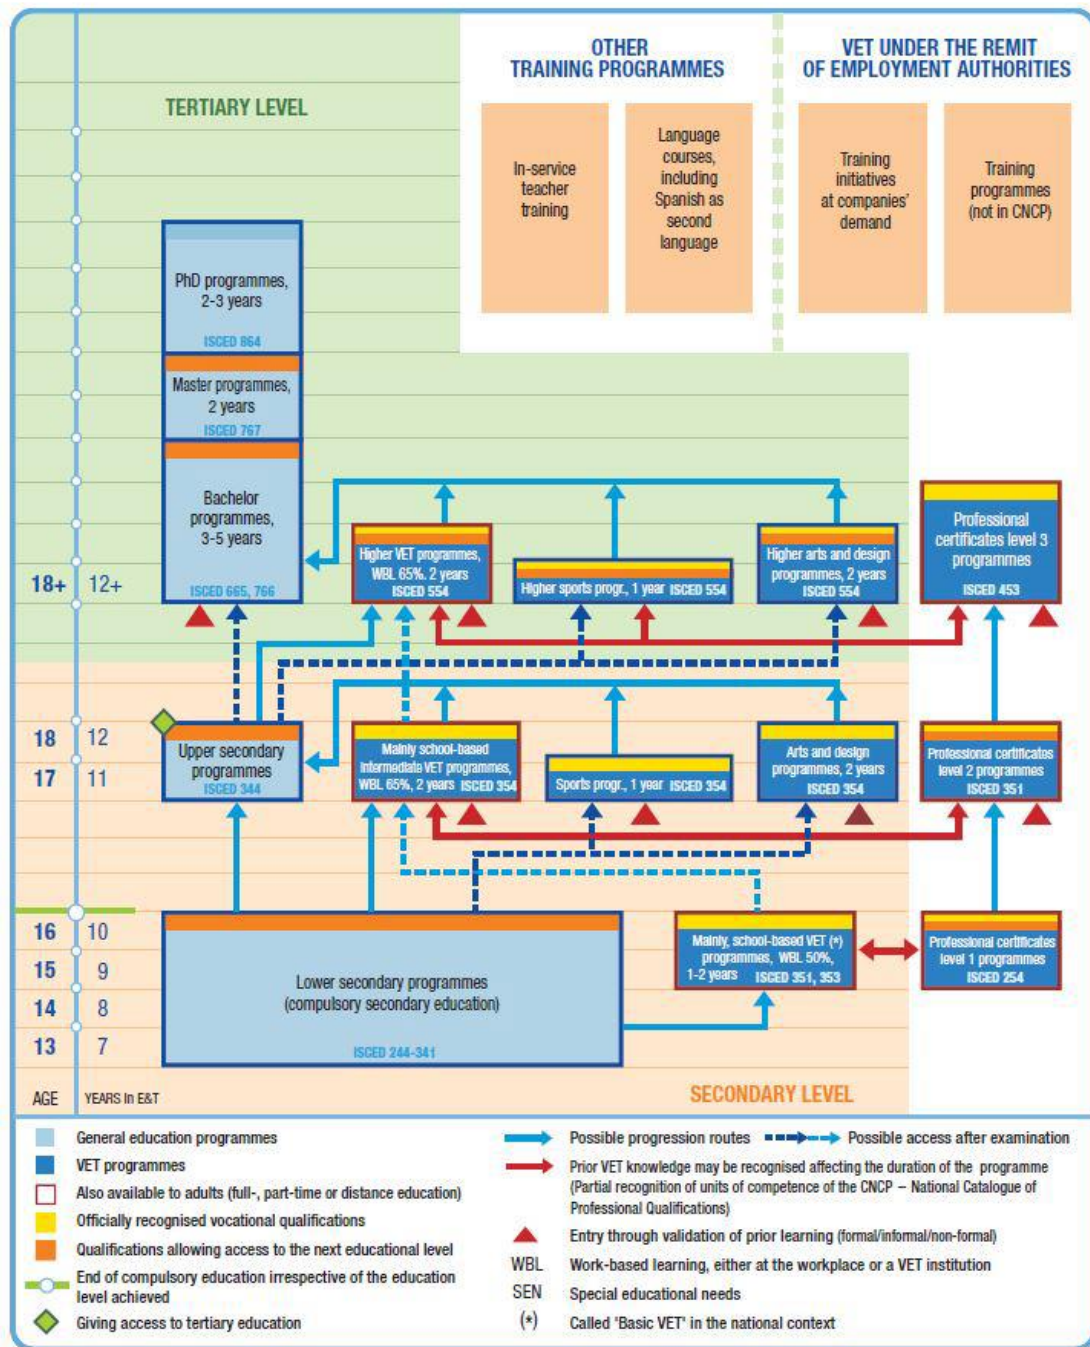 OTHER
TRAINING PROGRAMMES
VET UNDER THE REMIT
OF EMPLOYMENT AUTHORITIES
TERTIARY LEVEL
In-service
teacher
training
Language
courses,
including
Spanish as
second
language
Training
initiatives
at companies'
demand
Training
programmes
(not in CNCP)
PhD programmes,
2-3 years
ISCED 864
Master programmes,
2 years
ISCED 767
Bachelor
programmes,
3-5 years
ISCED 665, 766
18+ 12+
Higher VET programmes,
WBL 65%. 2 years
ISCED 554
Higher sports progr., 1 year ISCED 554
Higher arts and design
programmes, 2 years
ISCED 554
Professional
certificates level 3
programmes
ISCED 453
18 12
17 11
Upper secondary
programmes
ISCED 344
Mainly school-based
Intermediate VET programmes,
WBL 65%, 2 years ISCED 354
Sports progr., 1 year ISCED 354
Arts and design
programmes, 2 years
ISCED 354
Professional certificates
level 2 programmes
ISCED 351
16 10
15 9
14 8
13 7
Lower secondary programmes
(compulsory secondary education)
ISCED 244-341
Mainly, school-based VET (*)
programmes, WBL 50%,
1-2 years ISCED 351, 353
Professional certificates
level 1 programmes
ISCED 254
AGE YEARS In E&T
SECONDARY LEVEL
General education programmes
VET programmes
Also available to adults (full-, part-time or distance education)
Officially recognised vocational qualifications
Qualifications allowing access to the next educational level
End of compulsory education irrespective of the education
level achieved
Giving access to tertiary education
Possible progression routes
Possible access after examination
Prior VET knowledge may be recognised affecting the duration of the programme
(Partial recognition of units of competence of the CNCP – National Catalogue of
Professional Qualifications)
Entry through validation of prior learning (formal/informal/non-formal)
WBL Work-based learning, either at the workplace or a VET institution
SEN Special educational needs
(*) Called 'Basic VET' in the national context